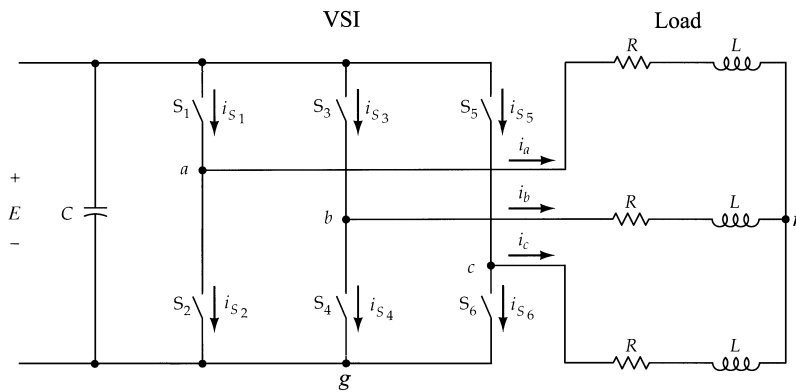 VSI
Load
R
L
S1
iS1
S3
iS3
S5
iS5
ia
a
+
E
−
C
ib
b
R
L
ic
c
S2
iS2
S4
iS4
S6
iS6
R
L
g